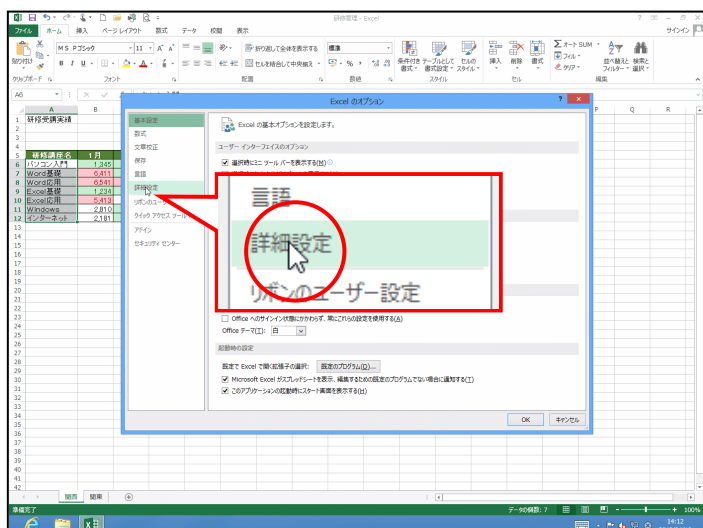 研修管理 - Excel
サインイン
ファイル ホーム 挿入 ページ レイアウト 数式 データ 校閲 表示
ＭＳ Ｐゴシック 11
折り返して全体を表示する
標準
セルを結合して中央揃え
貼り付け
条件付き 書式
テーブルとして 書式設定
セルの スタイル
挿入 削除 書式
オート SUM
フィル
クリア
並べ替えと フィルター
検索と 選択
クリップボード フォント 配置 数値 スタイル セル 編集
A6
A B P Q R
研修受講実績
研修講座名 1月
パソコン入門 1,345
Word基礎 6,411
Word応用 6,541
Excel基礎 1,234
Excel応用 5,413
Windows 2,810
インターネット 2,181
Excel のオプション
基本設定
数式
文章校正
保存
言語
詳細設定
リボンのユーザー
クイック アクセス ツール
アドイン
セキュリティ センター
Excel の基本オプションを設定します。
ユーザー インターフェイスのオプション
選択時にミニ ツール バーを表示する(M)
言語
詳細設定
リボンのユーザー設定
Office へのサインイン状態にかかわらず、常にこれらの設定を使用する(A)
Office テーマ(T): 白
起動時の設定
既定で Excel で開く拡張子の選択: 既定のプログラム(D)...
Microsoft Excel がスプレッドシートを表示、編集するための既定のプログラムでない場合に通知する(T)
このアプリケーションの起動時にスタート画面を表示する(H)
OK キャンセル
関西 関東
準備完了
データの個数: 7
100%
14:12